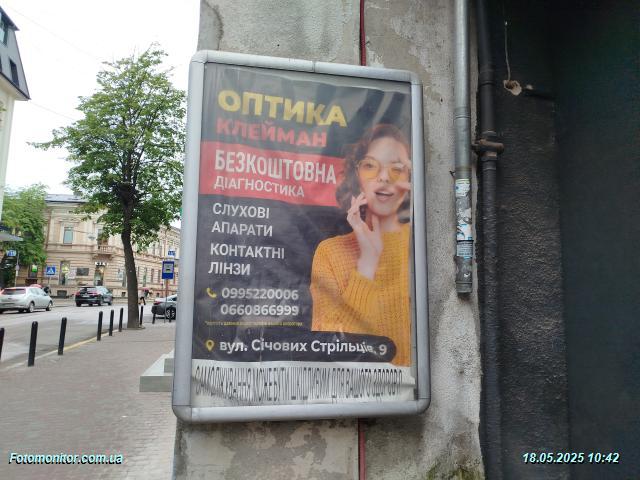 ОПТИКА
КЛЕЙМАН
БЕЗКОШТОВНА
ДІАГНОСТИКА
СЛУХОВІ
АПАРАТИ
КОНТАКТНІ
ЛІНЗИ
0995220006
0660866999
вул. Січових Стрільців, 9
Fotomonitor.com.ua
18.05.2025 10:42